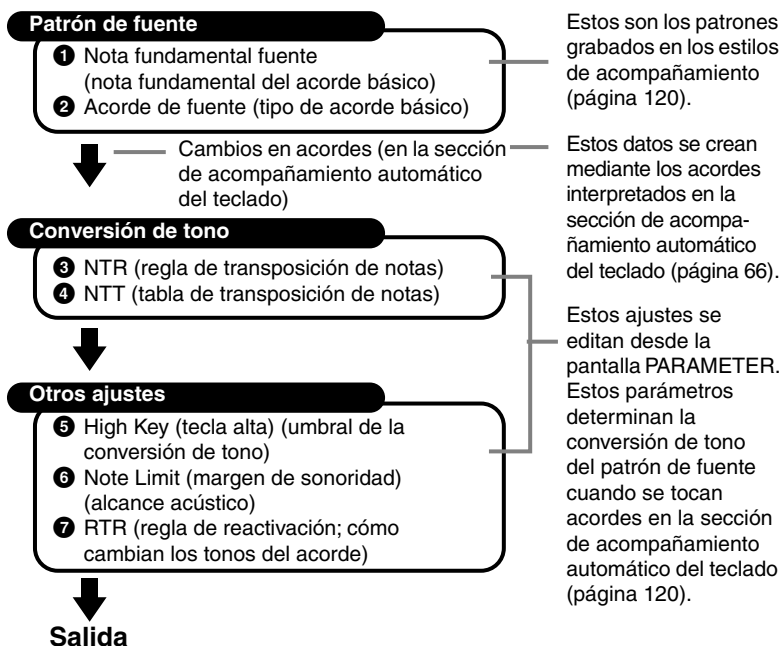 Patrón de fuente
❶ Nota fundamental fuente
(nota fundamental del acorde básico)
❷ Acorde de fuente (tipo de acorde básico)
Estos son los patrones
grabados en los estilos
de acompañamiento
(página 120).
Cambios en acordes (en la sección
de acompañamiento automático
del teclado)
Estos datos se crean
mediante los acordes
interpretados en la
sección de acompa-
ñamiento automático
del teclado (página 66).
Conversión de tono
❸ NTR (regla de transposición de notas)
❹ NTT (tabla de transposición de notas)
Otros ajustes
❺ High Key (tecla alta) (umbral de la
conversión de tono)
❻ Note Limit (margen de sonoridad)
(alcance acústico)
❼ RTR (regla de reactivación; cómo
cambian los tonos del acorde)
Estos ajustes se
editan desde la
pantalla PARAMETER.
Estos parámetros
determinan la
conversión de tono
del patrón de fuente
cuando se tocan
acordes en la sección
de acompañamiento
automático del teclado
(página 120).
Salida